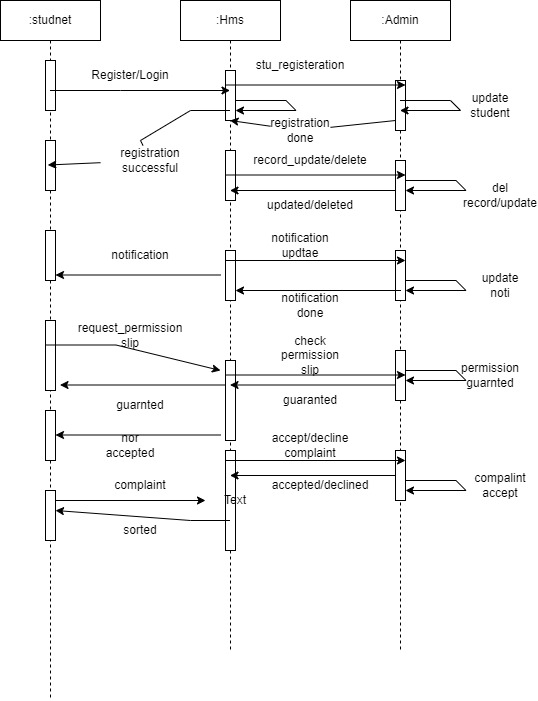 :studnet
:Hms
:Admin
Register/Login
stu_registeration
update
student
registration
done
registration
successful
record_update/delete
del
record/update
updated/deleted
notification
updtae
notification
update
noti
notification
done
request_permission
slip
check
permission
slip
permission
guarnted
guarnted
guaranted
nor
accepted
accept/decline
complaint
compalint
accept
complaint
accepted/declined
Text
sorted